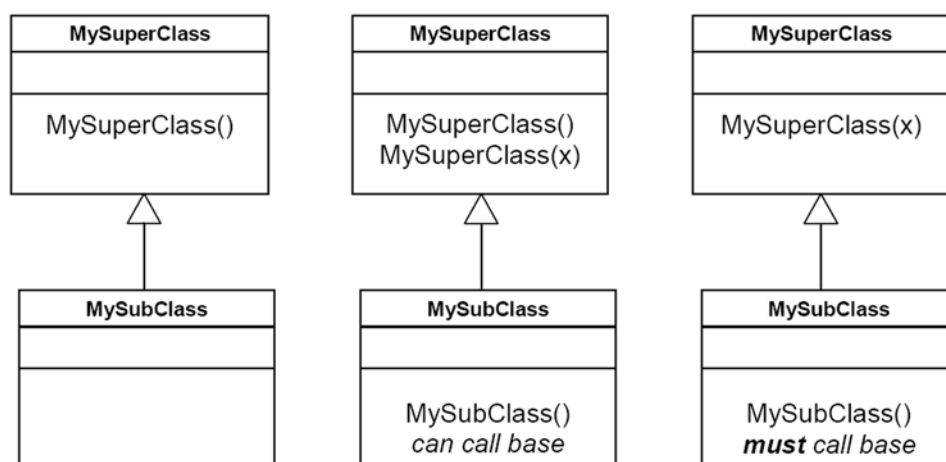 MySuperClass
MySuperClass()
MySubClass
MySuperClass
MySuperClass()
MySuperClass(x)
MySubClass
MySubClass()
can call base
MySuperClass
MySuperClass(x)
MySubClass
MySubClass()
must call base